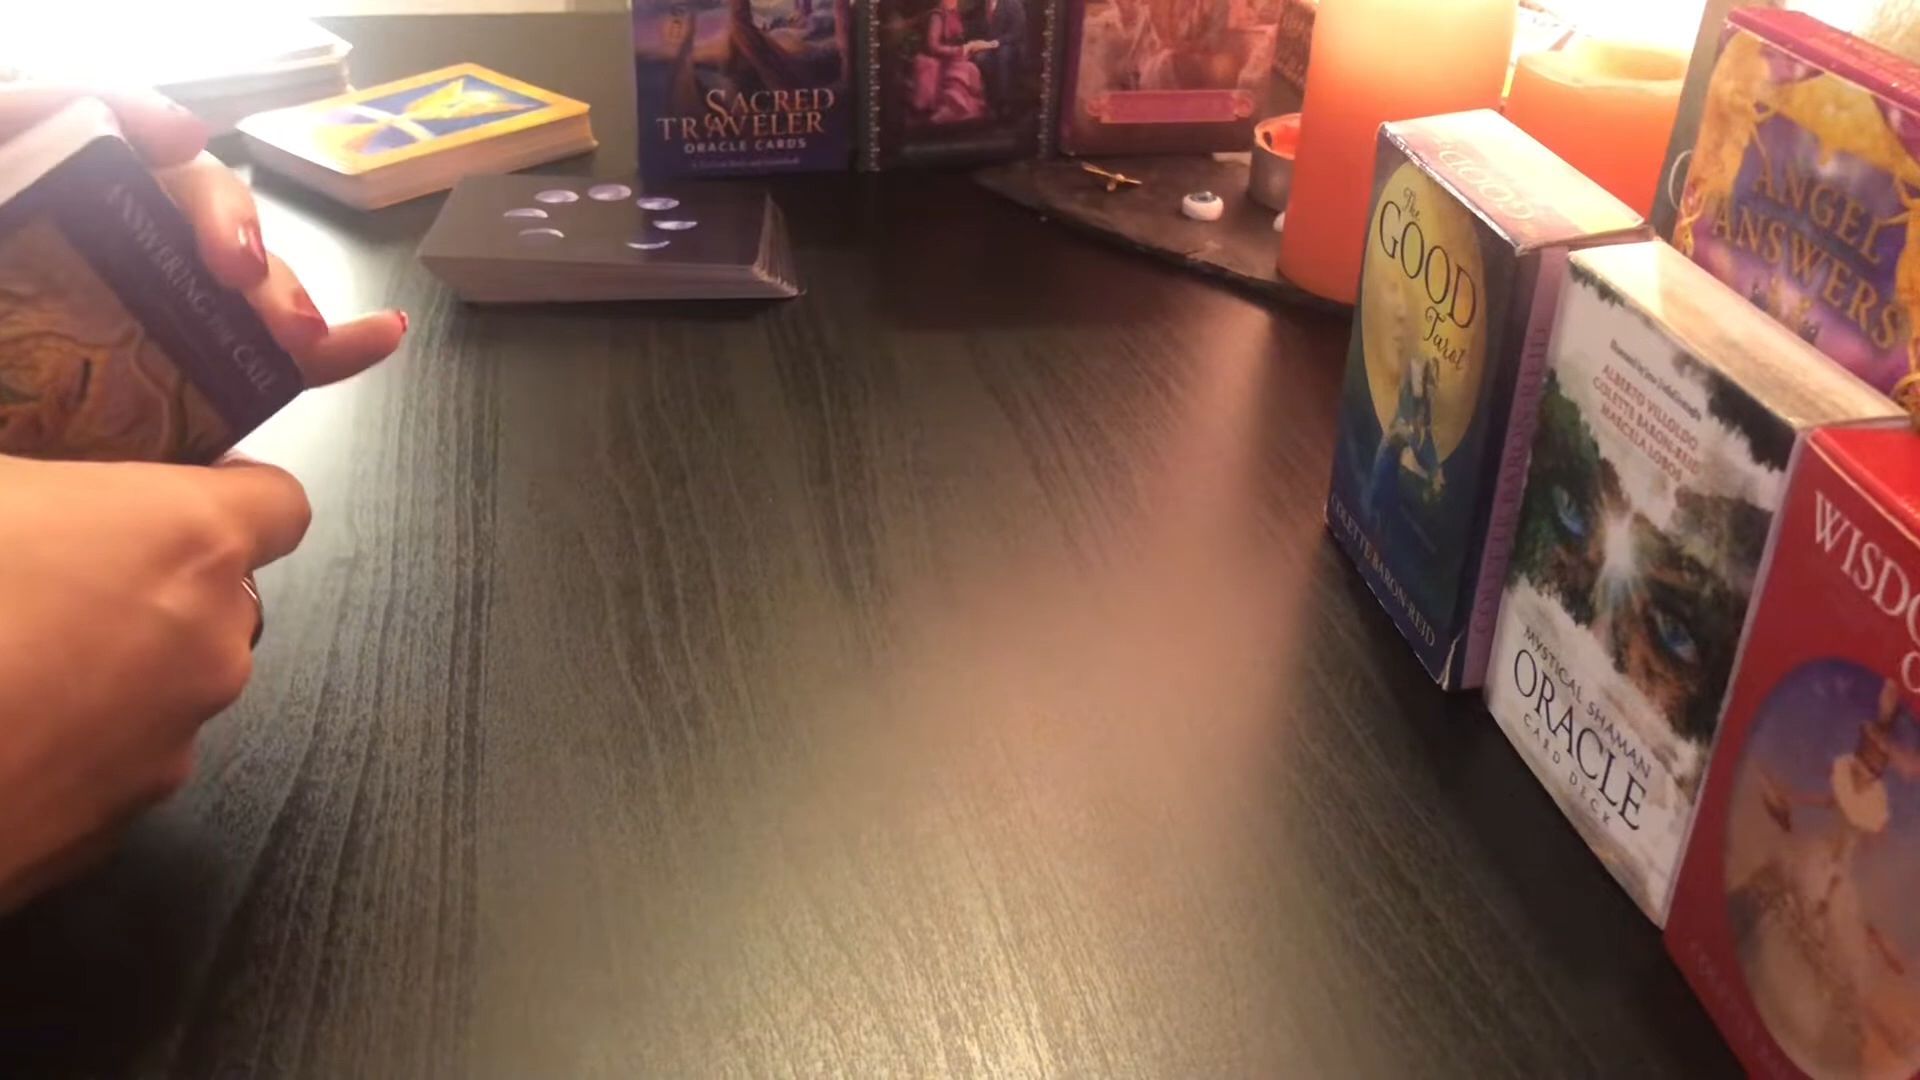 SACRED
TRAVELER
ORACLE CARDS
ANSWERING THE CALL
GOOD
The
GOOD
Tarot
COLETTE BARON-REID
COLETTE BARON-REID
ALBERTO VILLOLDO
COLETTE BARON-REID
MARCELA LOBOS
MYSTICAL SHAMAN
ORACLE
CARD DECK
ANGEL
ANSWERS
WISDO